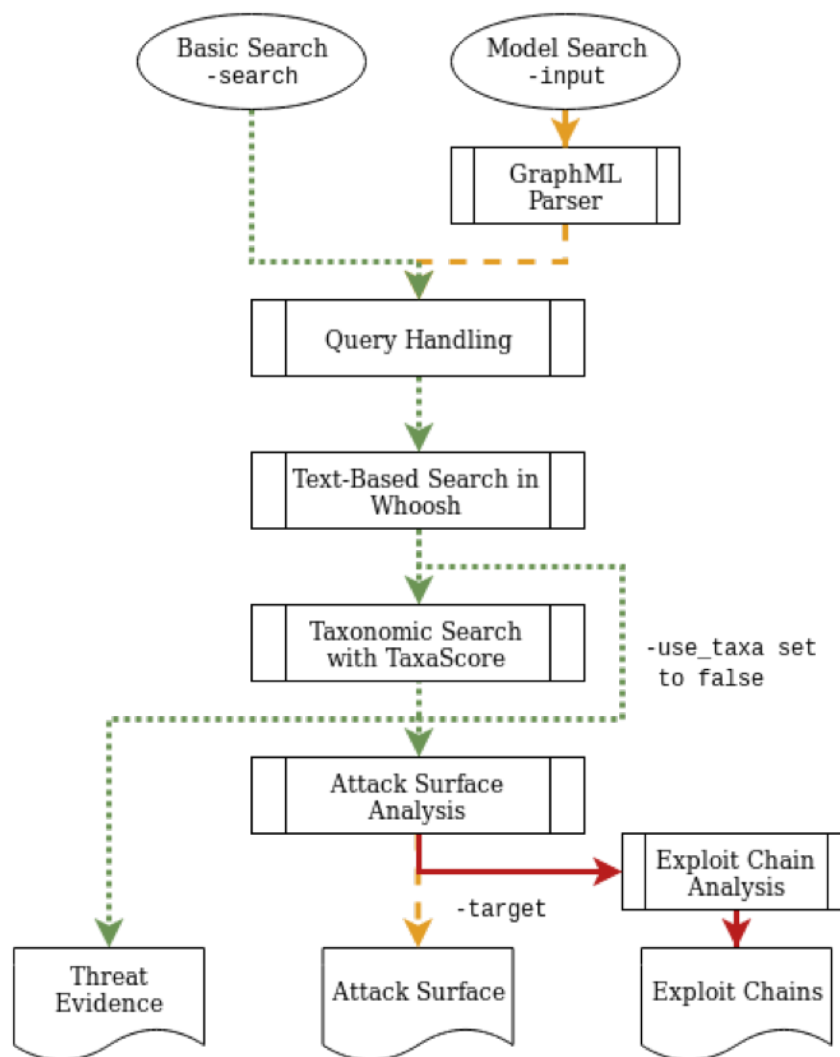 Basic Search
-search
Model Search
-input
GraphML
Parser
Query Handling
Text-Based Search in
Whoosh
Taxonomic Search
with TaxaScore
-use_taxa set
to false
Attack Surface
Analysis
Exploit Chain
Analysis
-target
Threat
Evidence
Attack Surface
Exploit Chains